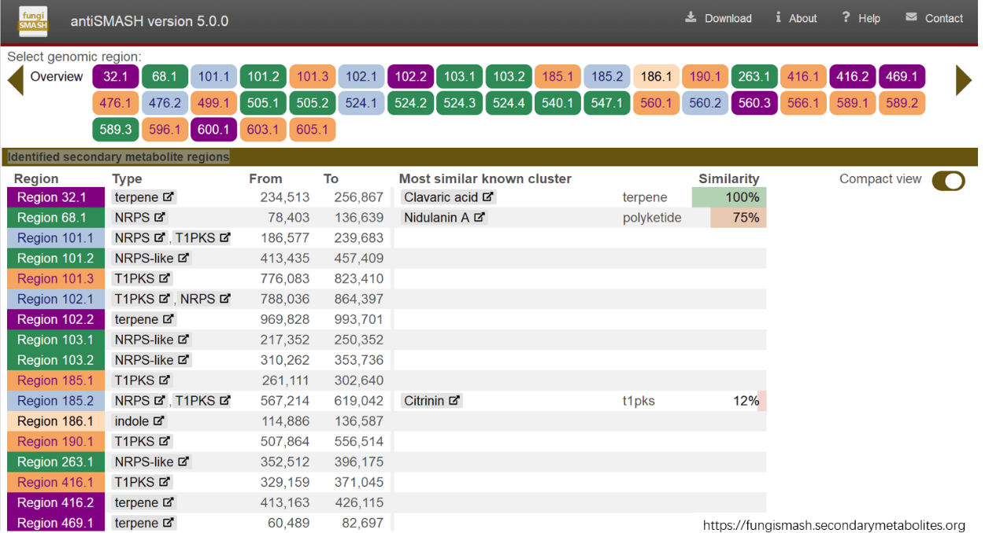 fungi
SMASH
antiSMASH version 5.0.0 Download About Help Contact
Select genomic region:
Overview 32.1 68.1 101.1 101.2 101.3 102.1 102.2 103.1 103.2 185.1 185.2 186.1 190.1 263.1 416.1 416.2 469.1
476.1 476.2 499.1 505.1 505.2 524.1 524.2 524.3 524.4 540.1 547.1 560.1 560.2 560.3 566.1 589.1 589.2
589.3 596.1 600.1 603.1 605.1
Identified secondary metabolite regions
Region Type From To Most similar known cluster Similarity Compact view
Region 32.1 terpene 234,513 256,867 Clavaric acid terpene 100%
Region 68.1 NRPS 78,403 136,639 Nidulanin A polyketide 75%
Region 101.1 NRPS , T1PKS 186,577 239,683
Region 101.2 NRPS-like 413,435 457,409
Region 101.3 T1PKS 776,083 823,410
Region 102.1 T1PKS , NRPS 788,036 864,397
Region 102.2 terpene 969,828 993,701
Region 103.1 NRPS-like 217,352 250,352
Region 103.2 NRPS-like 310,262 353,736
Region 185.1 T1PKS 261,111 302,640
Region 185.2 NRPS , T1PKS 567,214 619,042 Citrinin t1pks 12%
Region 186.1 indole 114,886 136,587
Region 190.1 T1PKS 507,864 556,514
Region 263.1 NRPS-like 352,512 396,175
Region 416.1 T1PKS 329,159 371,045
Region 416.2 terpene 413,163 426,115
Region 469.1 terpene 60,489 82,697
https://fungismash.secondarymetabolites.org